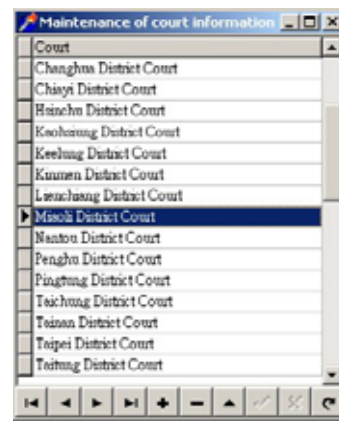 Maintenance of court information
Court
Changhua District Court
Chiayi District Court
Hsinchu District Court
Kaohsiung District Court
Keelung District Court
Kinmen District Court
Lienchiang District Court
Miaoli District Court
Nantou District Court
Penghu District Court
Pingtung District Court
Taichung District Court
Tainan District Court
Taipei District Court
Taitung District Court